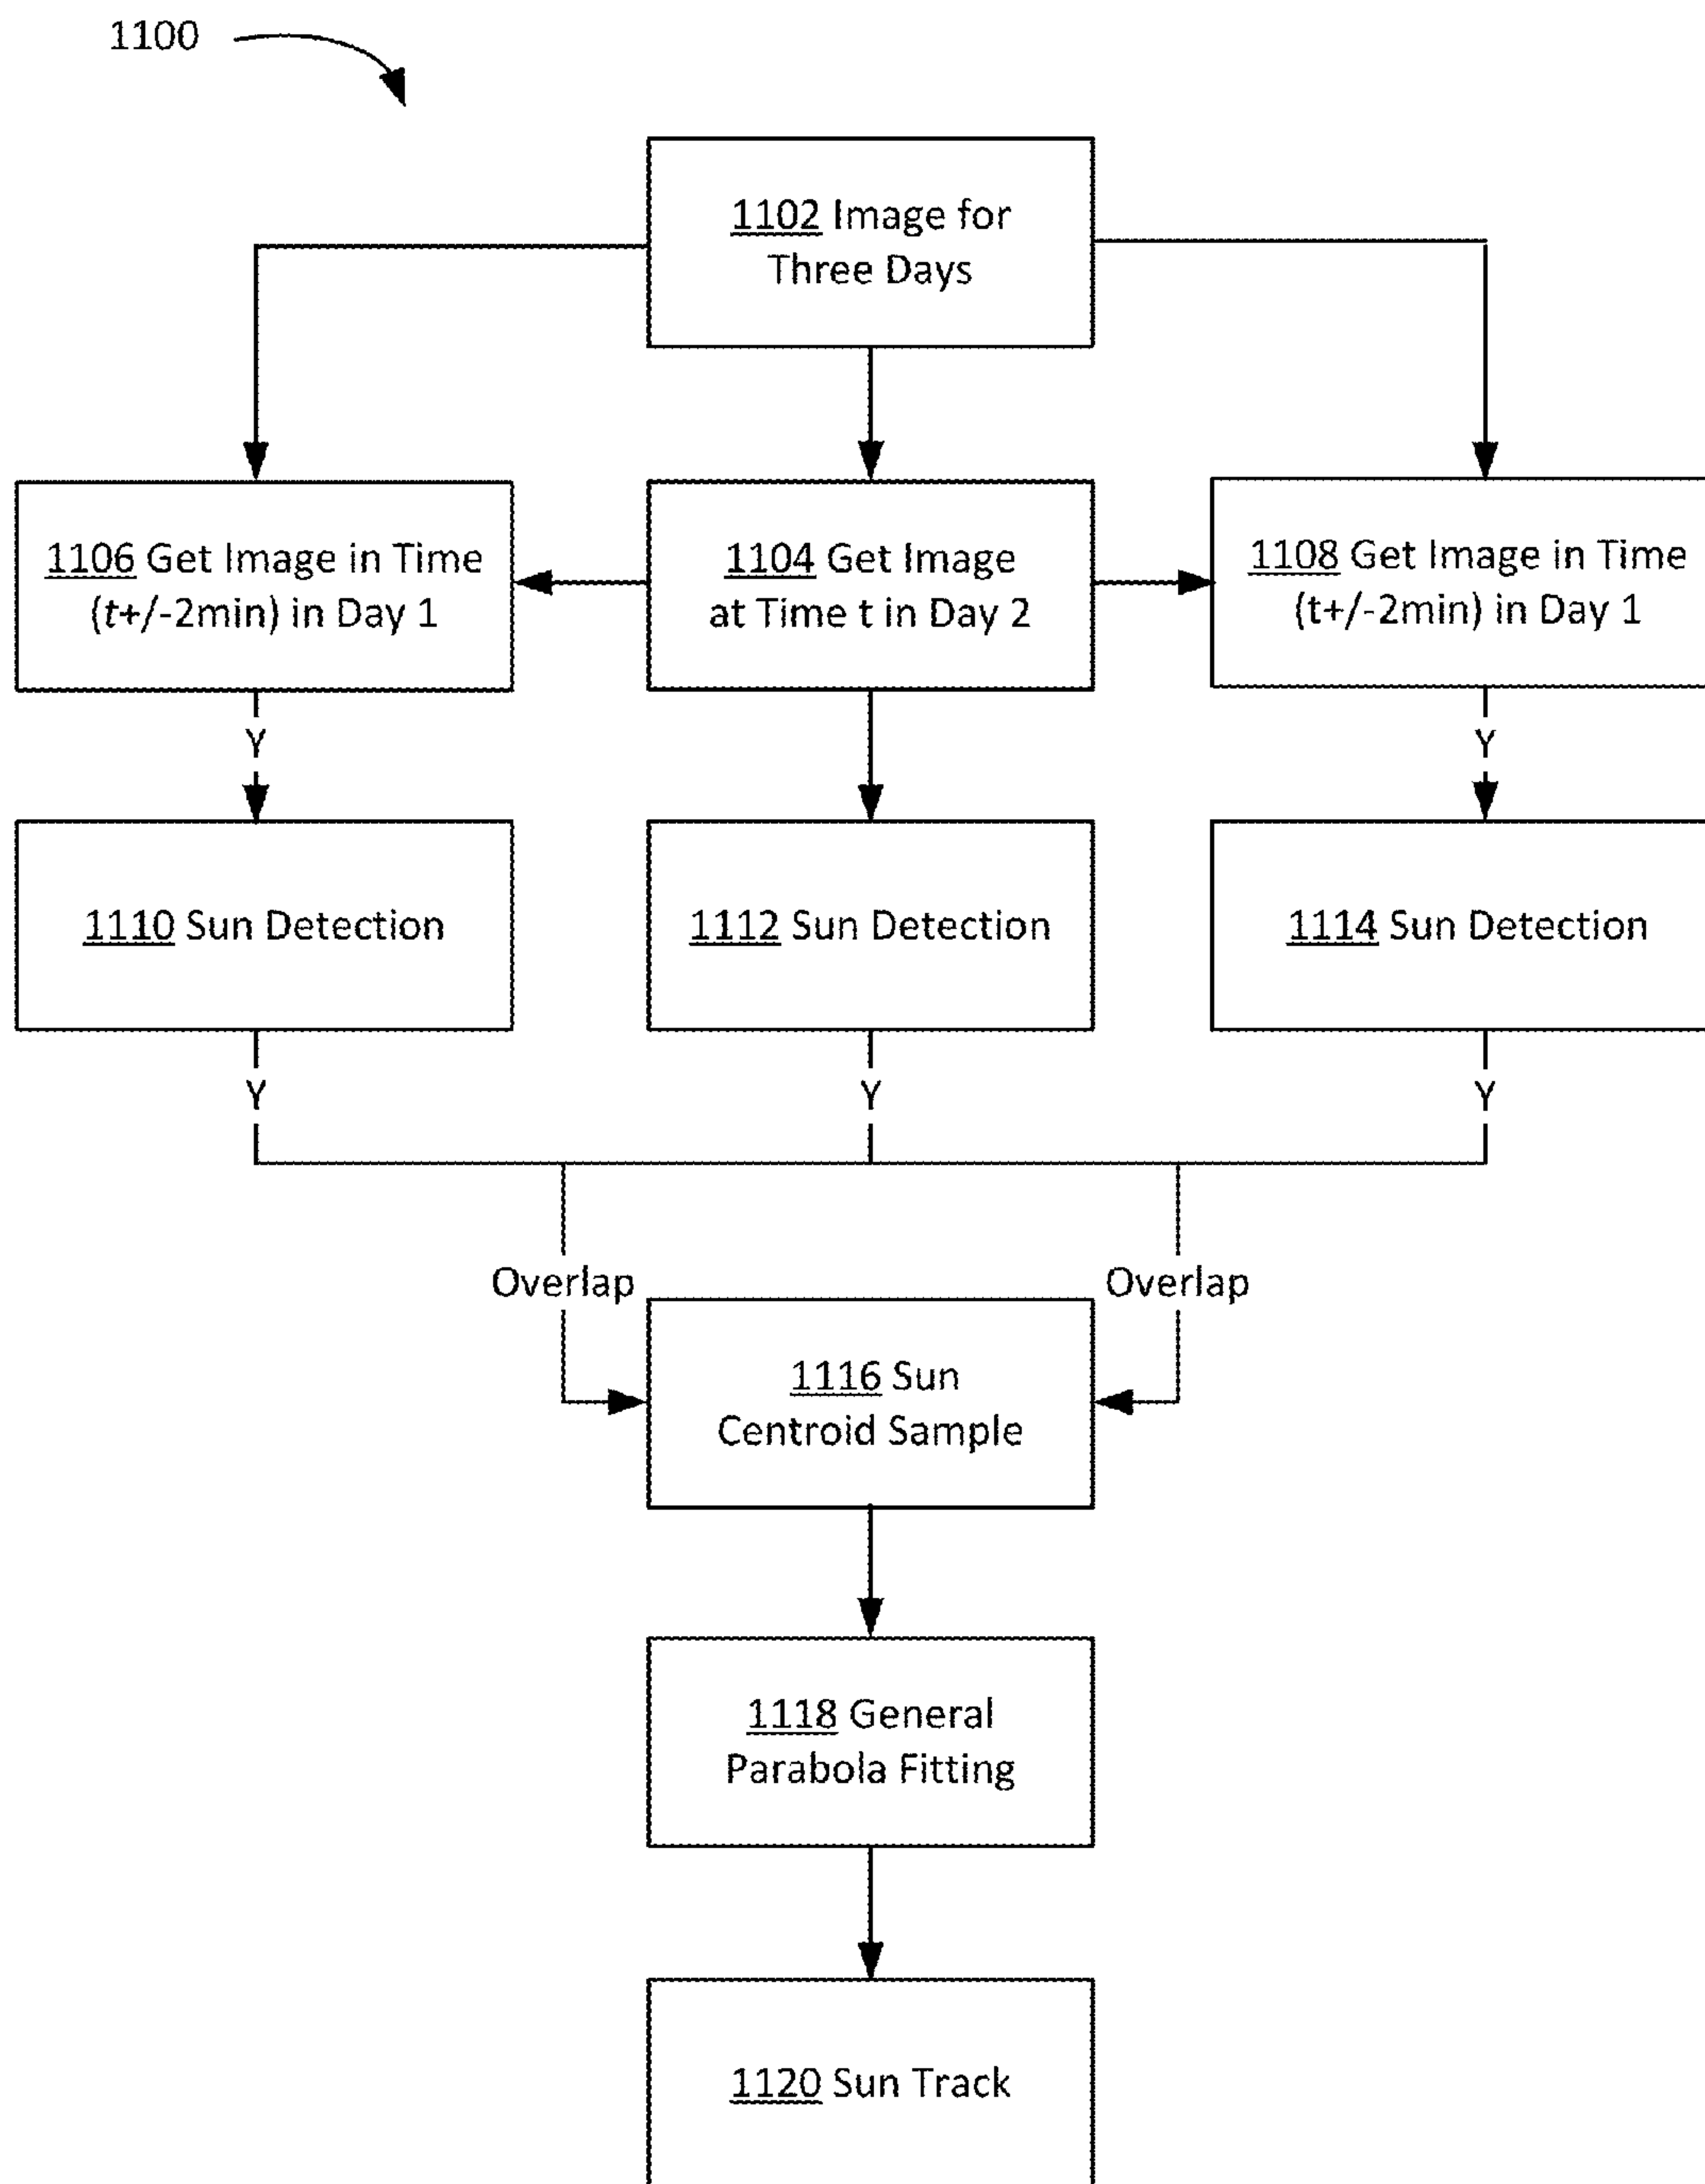 1100
1102 Image for
Three Days
1106 Get Image in Time
(t+/-2min) in Day 1
1104 Get Image
at Time t in Day 2
1108 Get Image in Time
(t+/-2min) in Day 1
Y
Y
1110 Sun Detection
1112 Sun Detection
1114 Sun Detection
Y
Y
Y
Overlap
Overlap
1116 Sun
Centroid Sample
1118 General
Parabola Fitting
1120 Sun Track